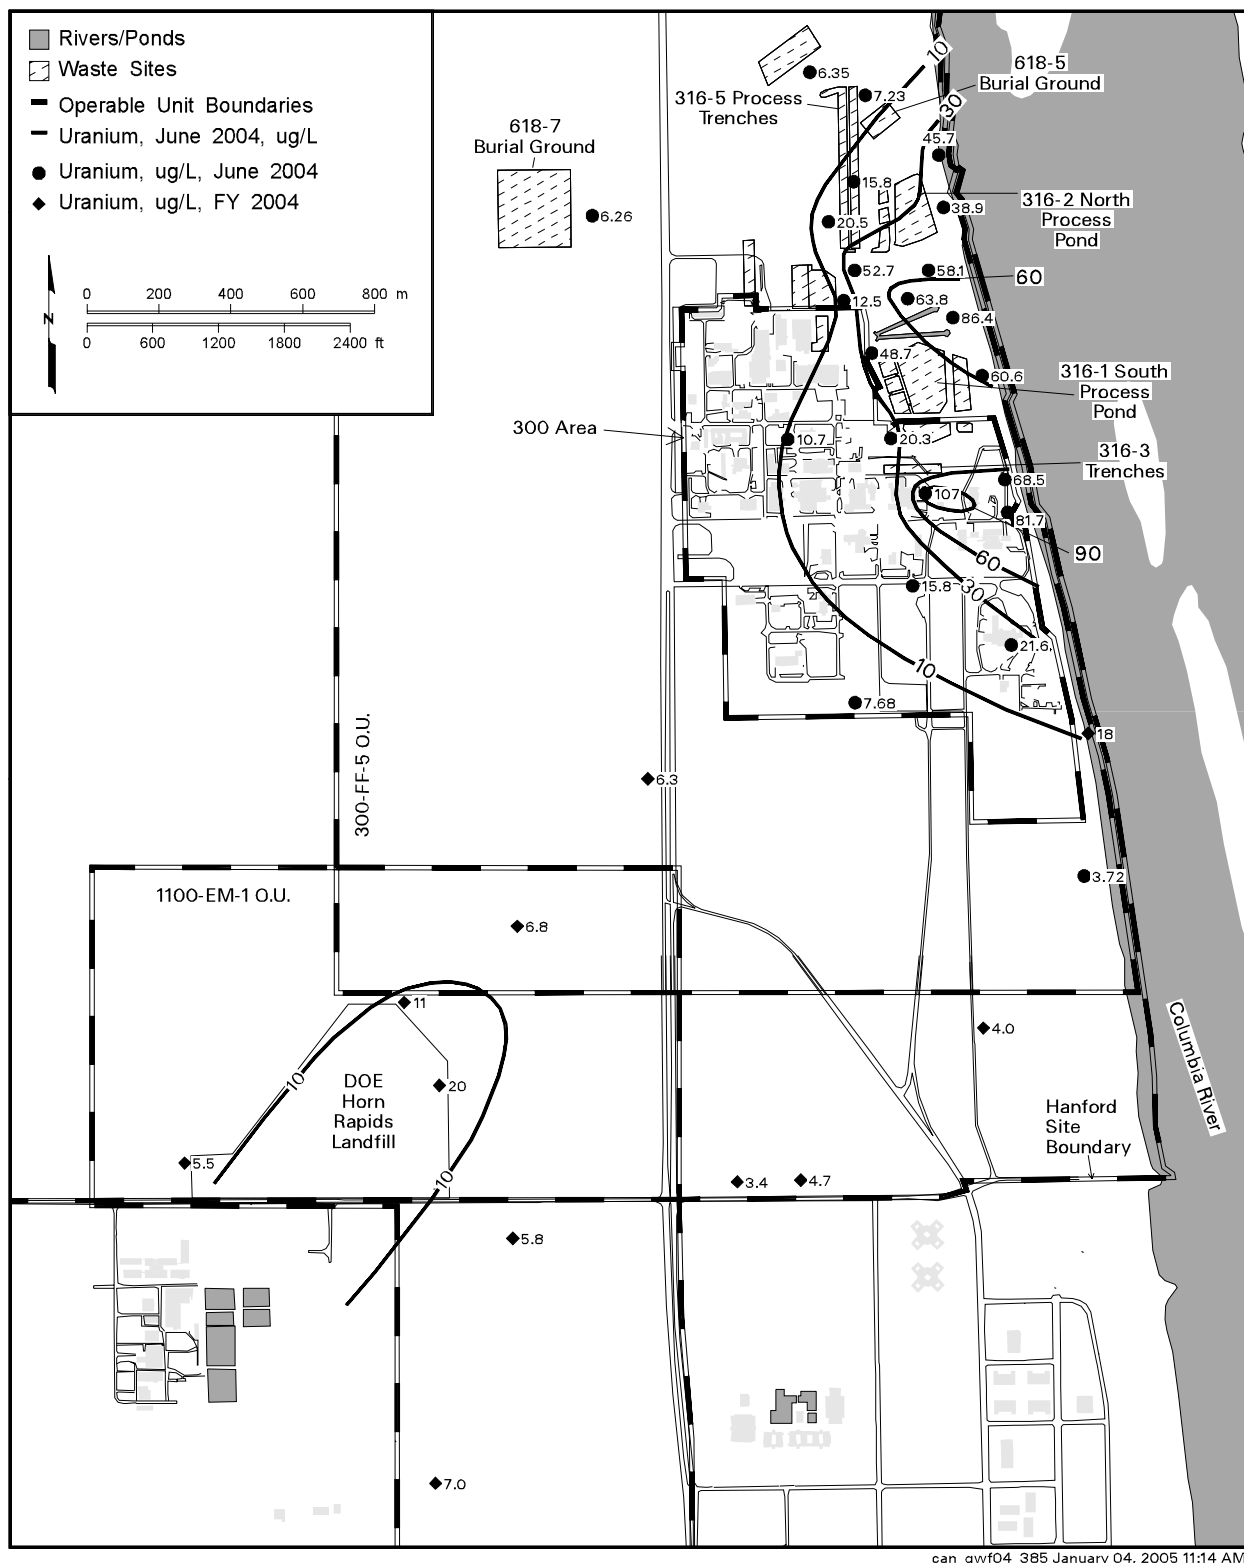 Rivers/Ponds
Waste Sites
Operable Unit Boundaries
Uranium, June 2004, ug/L
Uranium, ug/L, June 2004
Uranium, ug/L, FY 2004
N
0 200 400 600 800 m
0 600 1200 1800 2400 ft
618-7
Burial Ground
6.26
316-5 Process
Trenches
6.35
7.23
10
618-5
Burial Ground
30
45.7
15.8
316-2 North
Process
Pond
38.9
20.5
52.7
58.1
60
12.5
63.8
86.4
48.7
60.6
316-1 South
Process
Pond
300 Area
10.7
20.3
316-3
Trenches
68.5
107
81.7
90
60
15.8
30
21.6
10
7.68
18
300-FF-5 O.U.
6.3
3.72
1100-EM-1 O.U.
6.8
11
4.0
Columbia River
10
20
DOE
Horn
Rapids
Landfill
Hanford
Site
Boundary
5.5
10
3.4
4.7
5.8
7.0
can_gwf04_385 January 04, 2005 11:14 AM